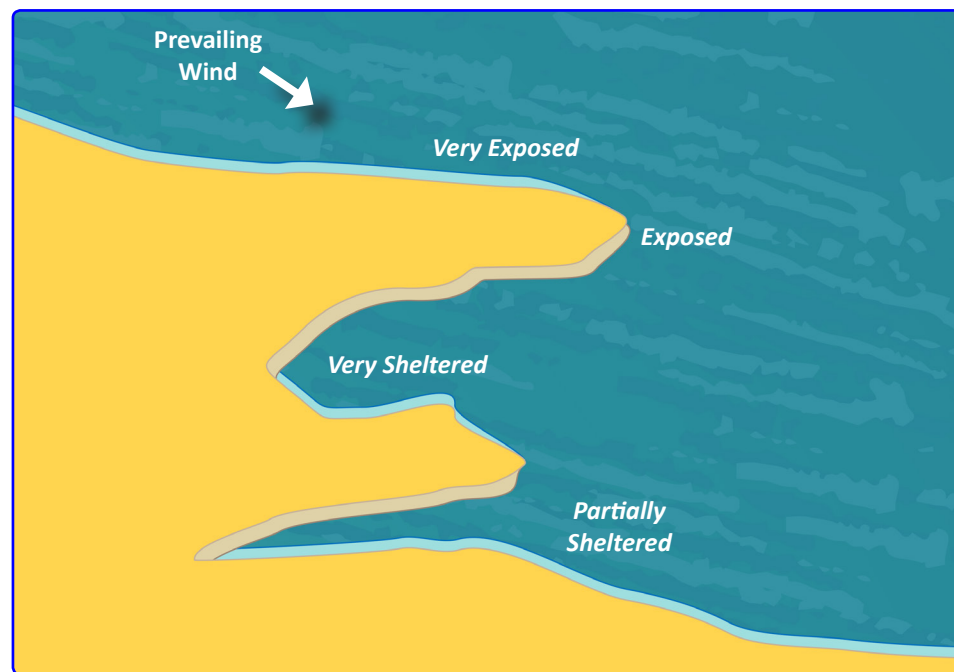 Prevailing
Wind
Very Exposed
Exposed
Very Sheltered
Partially
Sheltered